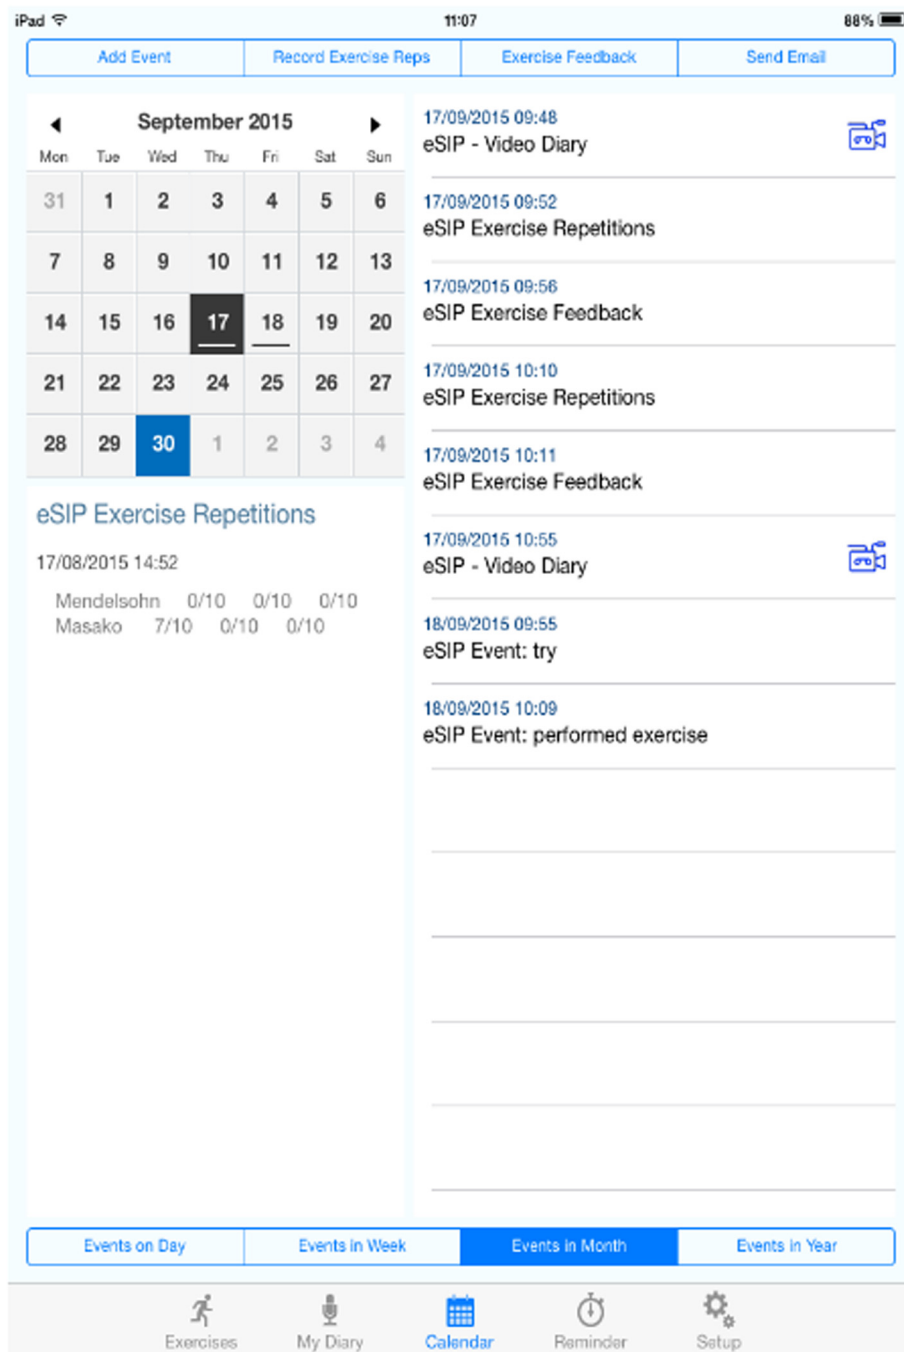 iPad 11:07 88%
Add Event Record Exercise Reps Exercise Feedback Send Email
September 2015
Mon Tue Wed Thu Fri Sat Sun
31 1 2 3 4 5 6
7 8 9 10 11 12 13
14 15 16 17 18 19 20
21 22 23 24 25 26 27
28 29 30 1 2 3 4
eSIP Exercise Repetitions
17/08/2015 14:52
Mendelsohn 0/10 0/10 0/10
Masako 7/10 0/10 0/10
17/09/2015 09:48
eSIP - Video Diary
17/09/2015 09:52
eSIP Exercise Repetitions
17/09/2015 09:56
eSIP Exercise Feedback
17/09/2015 10:10
eSIP Exercise Repetitions
17/09/2015 10:11
eSIP Exercise Feedback
17/09/2015 10:55
eSIP - Video Diary
18/09/2015 09:55
eSIP Event: try
18/09/2015 10:09
eSIP Event: performed exercise
Events on Day Events in Week Events in Month Events in Year
Exercises My Diary Calendar Reminder Setup